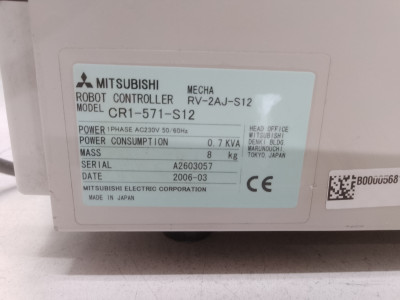 MITSUBISHI
MECHA
ROBOT CONTROLLER RV-2AJ-S12
MODEL CR1-571-S12
POWER 1PHASE AC230V 50/60Hz
POWER CONSUMPTION 0.7 KVA
MASS 8 kg
SERIAL A2603057
DATE 2006-03
MITSUBISHI ELECTRIC CORPORATION
MADE IN JAPAN
HEAD OFFICE
MITSUBISHI
DENKI BLDG
MARUNOUCHI
TOKYO JAPAN
CE
B0000568